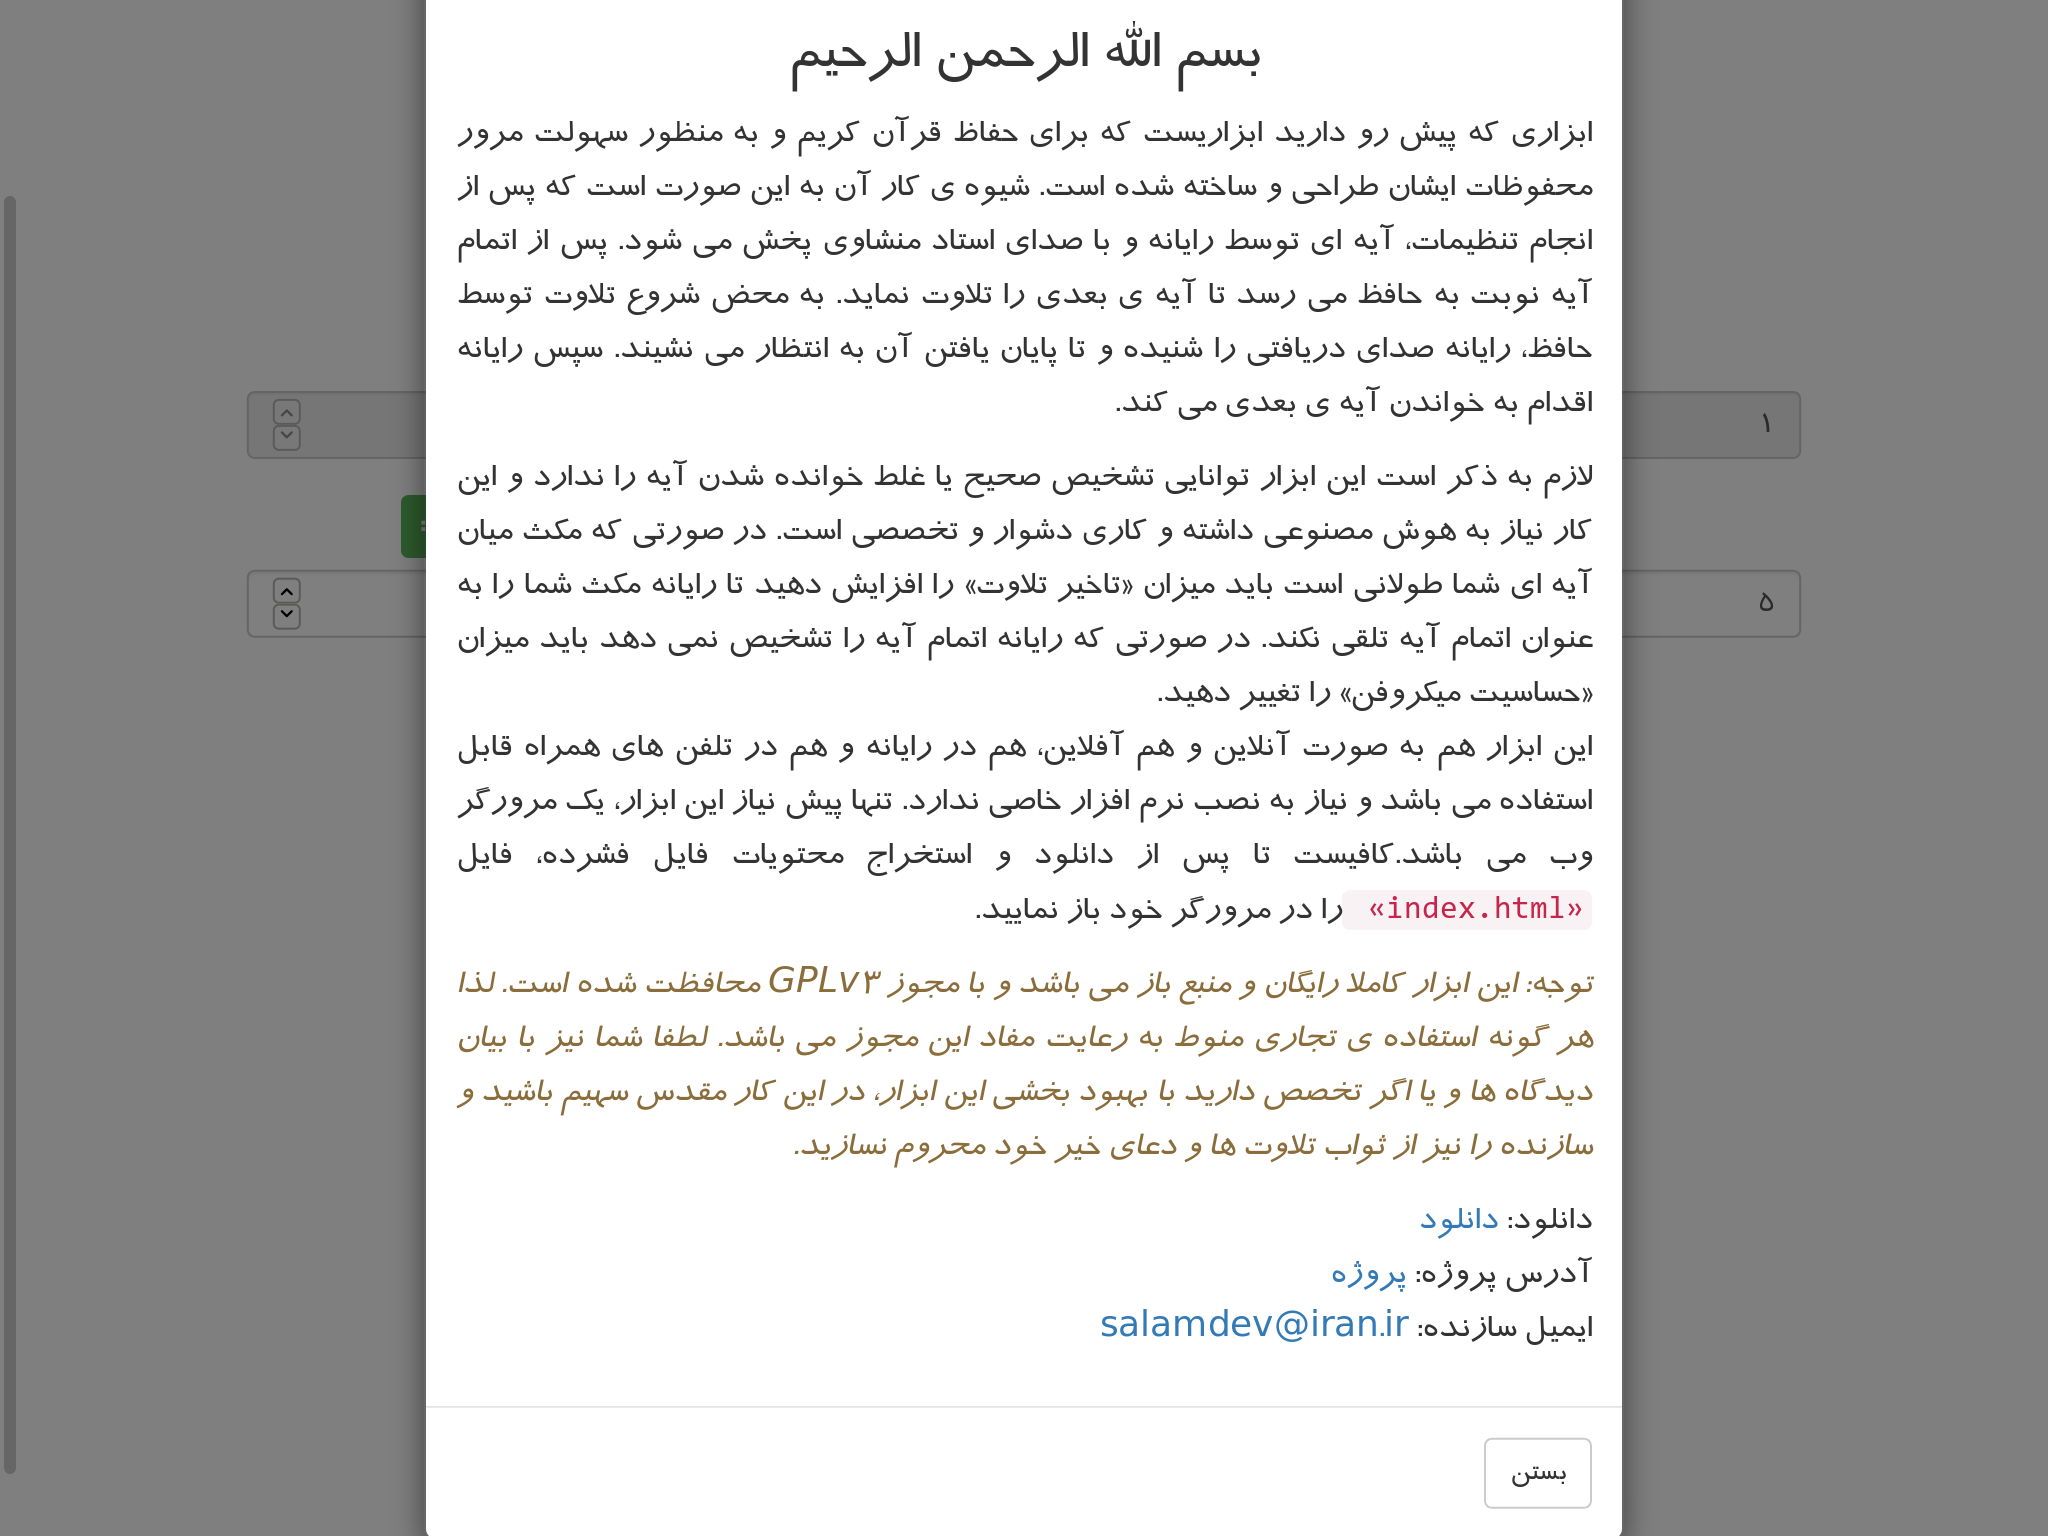 بسم الله الرحمن الرحیم
ابزاری که پیش رو دارید ابزاریست که برای حفاظ قرآن کریم و به منظور سهولت مرور
محفوظات ایشان طراحی و ساخته شده است. شیوه ی کار آن به این صورت است که پس از
انجام تنظیمات، آیه ای توسط رایانه و با صدای استاد منشاوی پخش می شود. پس از اتمام
آیه نوبت به حافظ می رسد تا آیه ی بعدی را تلاوت نماید. به محض شروع تلاوت توسط
حافظ، رایانه صدای دریافتی را شنیده و تا پایان یافتن آن به انتظار می نشیند. سپس رایانه
اقدام به خواندن آیه ی بعدی می کند.
۱
لازم به ذکر است این ابزار توانایی تشخیص صحیح یا غلط خوانده شدن آیه را ندارد و این
کار نیاز به هوش مصنوعی داشته و کاری دشوار و تخصصی است. در صورتی که مکث میان
آیه ای شما طولانی است باید میزان «تاخیر تلاوت» را افزایش دهید تا رایانه مکث شما را به
۵
عنوان اتمام آیه تلقی نکند. در صورتی که رایانه اتمام آیه را تشخیص نمی دهد باید میزان
«حساسیت میکروفن» را تغییر دهید.
این ابزار هم به صورت آنلاین و هم آفلاین، هم در رایانه و هم در تلفن های همراه قابل
استفاده می باشد و نیاز به نصب نرم افزار خاصی ندارد. تنها پیش نیاز این ابزار، یک مرورگر
وب می باشد.کافیست تا پس از دانلود و استخراج محتویات فایل فشرده، فایل
«index.html» را در مرورگر خود باز نمایید.
توجه: این ابزار کاملا رایگان و منبع باز می باشد و با مجوز GPLv۳ محافظت شده است. لذا
هر گونه استفاده ی تجاری منوط به رعایت مفاد این مجوز می باشد. لطفا شما نیز با بیان
دیدگاه ها و یا اگر تخصص دارید با بهبود بخشی این ابزار، در این کار مقدس سهیم باشید و
سازنده را نیز از ثواب تلاوت ها و دعای خیر خود محروم نسازید.
دانلود: دانلود
آدرس پروژه: پروژه
ایمیل سازنده: salamdev@iran.ir
بستن